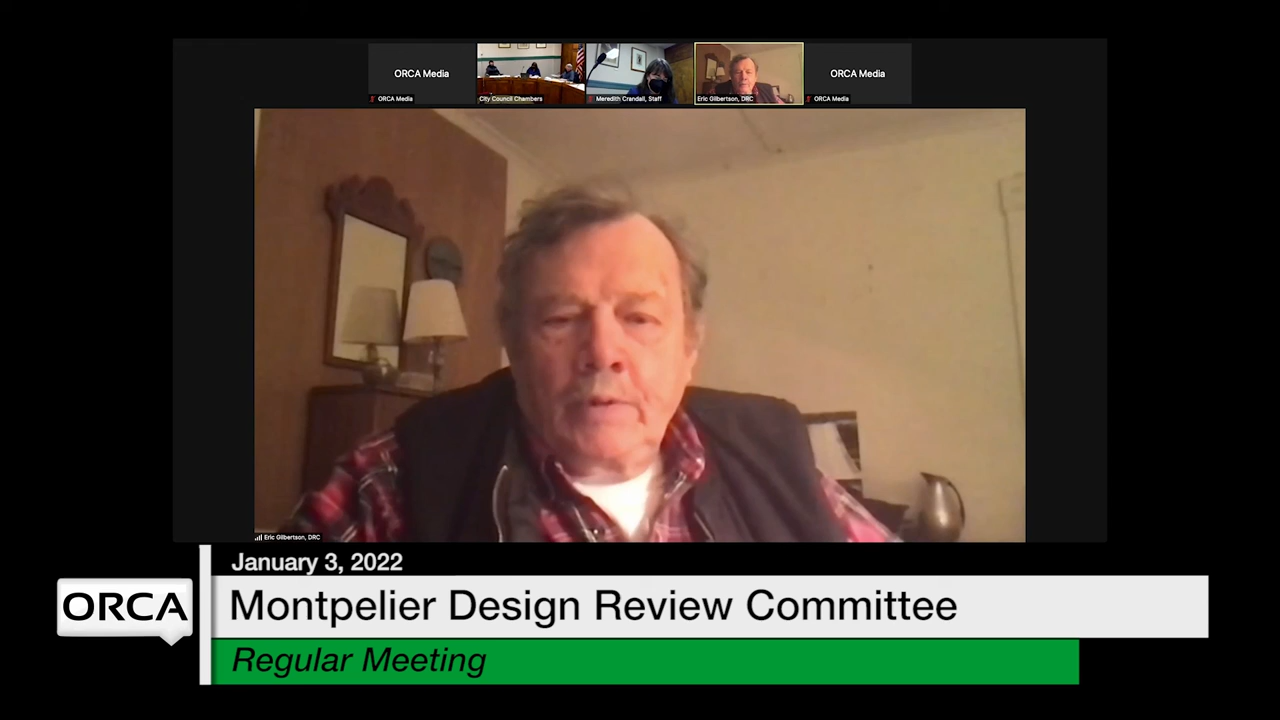 ORCA Media
ORCA Media
ORCA Media
City Council Chambers
Meredith Crandall, Staff
Eric Gilbertson, DRC
ORCA Media
Eric Gilbertson, DRC
January 3, 2022
ORCA
Montpelier Design Review Committee
Regular Meeting